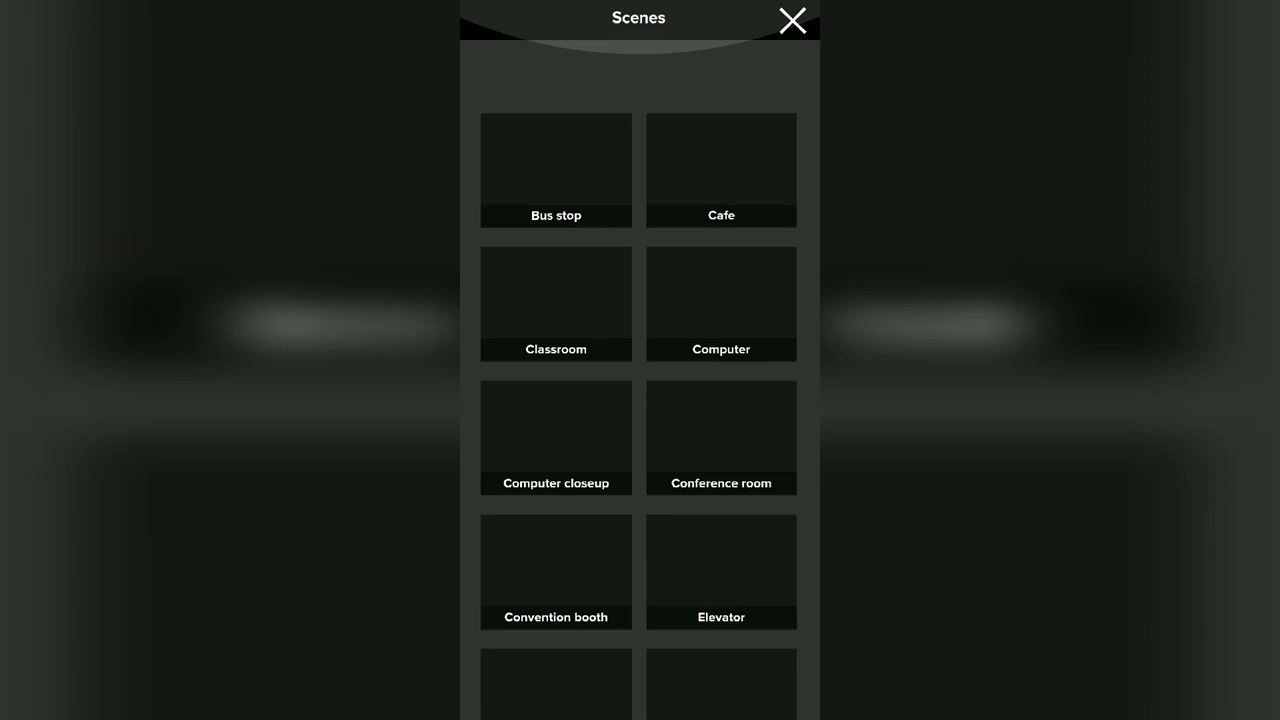 Scenes
Bus stop
Cafe
Classroom
Computer
Computer closeup
Conference room
Convention booth
Elevator